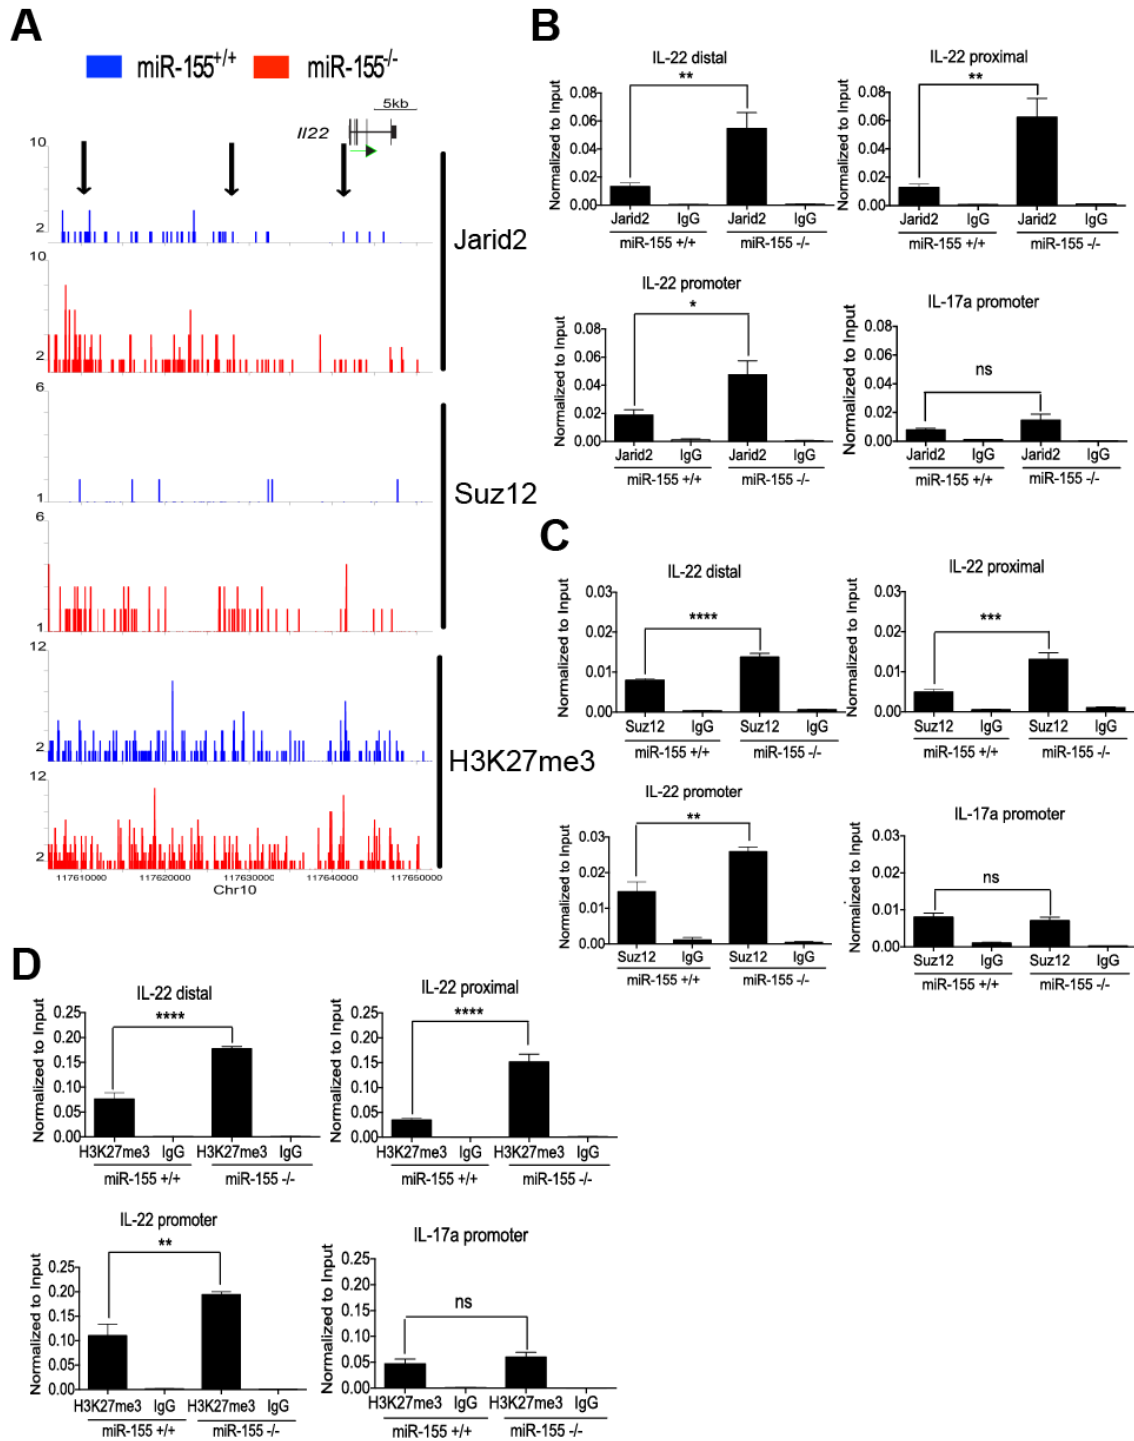 A
miR-155+/+ miR-155-/-
5kb
Il22
10
2
Jarid2
10
2
6
1
Suz12
6
1
12
2
H3K27me3
12
2
117610000 117620000 117630000 117640000 117650000
Chr10
B
IL-22 distal
**
Normalized to Input
0.08
0.06
0.04
0.02
0.00
Jarid2 IgG Jarid2 IgG
miR-155 +/+ miR-155 -/-
IL-22 proximal
**
Normalized to Input
0.08
0.06
0.04
0.02
0.00
Jarid2 IgG Jarid2 IgG
miR-155 +/+ miR-155 -/-
IL-22 promoter
*
Normalized to Input
0.08
0.06
0.04
0.02
0.00
Jarid2 IgG Jarid2 IgG
miR-155 +/+ miR-155 -/-
IL-17a promoter
ns
Normalized to Input
0.08
0.06
0.04
0.02
0.00
Jarid2 IgG Jarid2 IgG
miR-155 +/+ miR-155 -/-
C
IL-22 distal
****
Normalized to Input
0.03
0.02
0.01
0.00
Suz12 IgG Suz12 IgG
miR-155 +/+ miR-155 -/-
IL-22 proximal
***
Normalized to Input
0.03
0.02
0.01
0.00
Suz12 IgG Suz12 IgG
miR-155 +/+ miR-155 -/-
IL-22 promoter
**
Normalized to Input
0.03
0.02
0.01
0.00
Suz12 IgG Suz12 IgG
miR-155 +/+ miR-155 -/-
IL-17a promoter
ns
Normalized to Input
0.03
0.02
0.01
0.00
Suz12 IgG Suz12 IgG
miR-155 +/+ miR-155 -/-
D
IL-22 distal
****
Normalized to Input
0.25
0.20
0.15
0.10
0.05
0.00
H3K27me3 IgG H3K27me3 IgG
miR-155 +/+ miR-155 -/-
IL-22 proximal
****
Normalized to Input
0.25
0.20
0.15
0.10
0.05
0.00
H3K27me3 IgG H3K27me3 IgG
miR-155 +/+ miR-155 -/-
IL-22 promoter
**
Normalized to Input
0.25
0.20
0.15
0.10
0.05
0.00
H3K27me3 IgG H3K27me3 IgG
miR-155 +/+ miR-155 -/-
IL-17a promoter
ns
Normalized to Input
0.25
0.20
0.15
0.10
0.05
0.00
H3K27me3 IgG H3K27me3 IgG
miR-155 +/+ miR-155 -/-